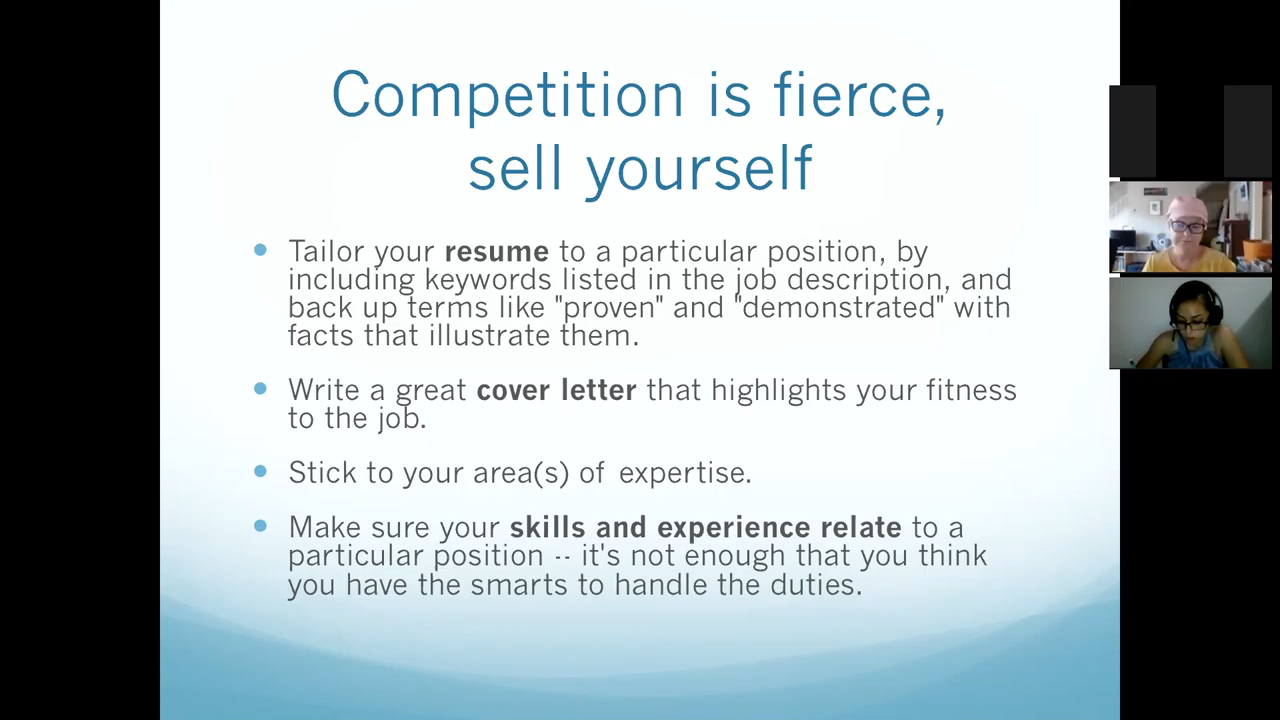 Competition is fierce,
sell yourself
Tailor your resume to a particular position, by
including keywords listed in the job description, and
back up terms like "proven" and "demonstrated" with
facts that illustrate them.
Write a great cover letter that highlights your fitness
to the job.
Stick to your area(s) of expertise.
Make sure your skills and experience relate to a
particular position -- it's not enough that you think
you have the smarts to handle the duties.